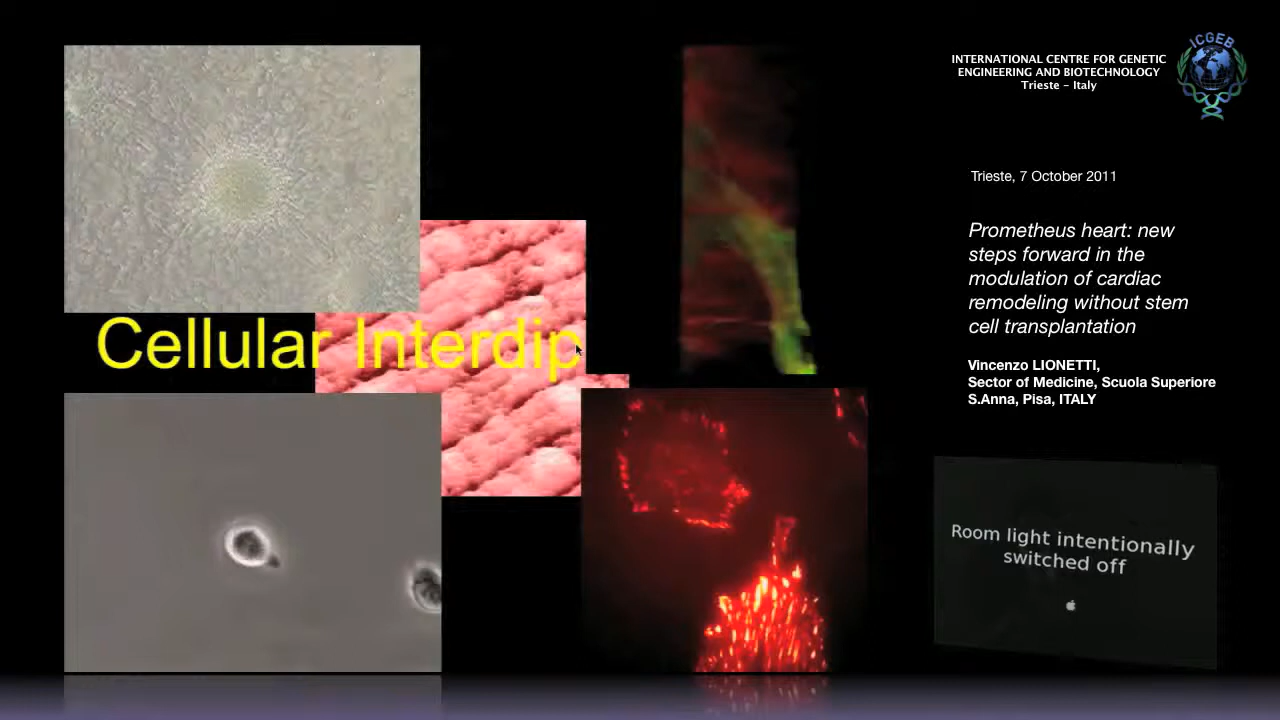 ICGEB
INTERNATIONAL CENTRE FOR GENETIC
ENGINEERING AND BIOTECHNOLOGY
Trieste - Italy
Trieste, 7 October 2011
Prometheus heart: new
steps forward in the
modulation of cardiac
remodeling without stem
cell transplantation
Vincenzo LIONETTI,
Sector of Medicine, Scuola Superiore
S.Anna, Pisa, ITALY
Cellular Interdip
Room light intentionally
switched off